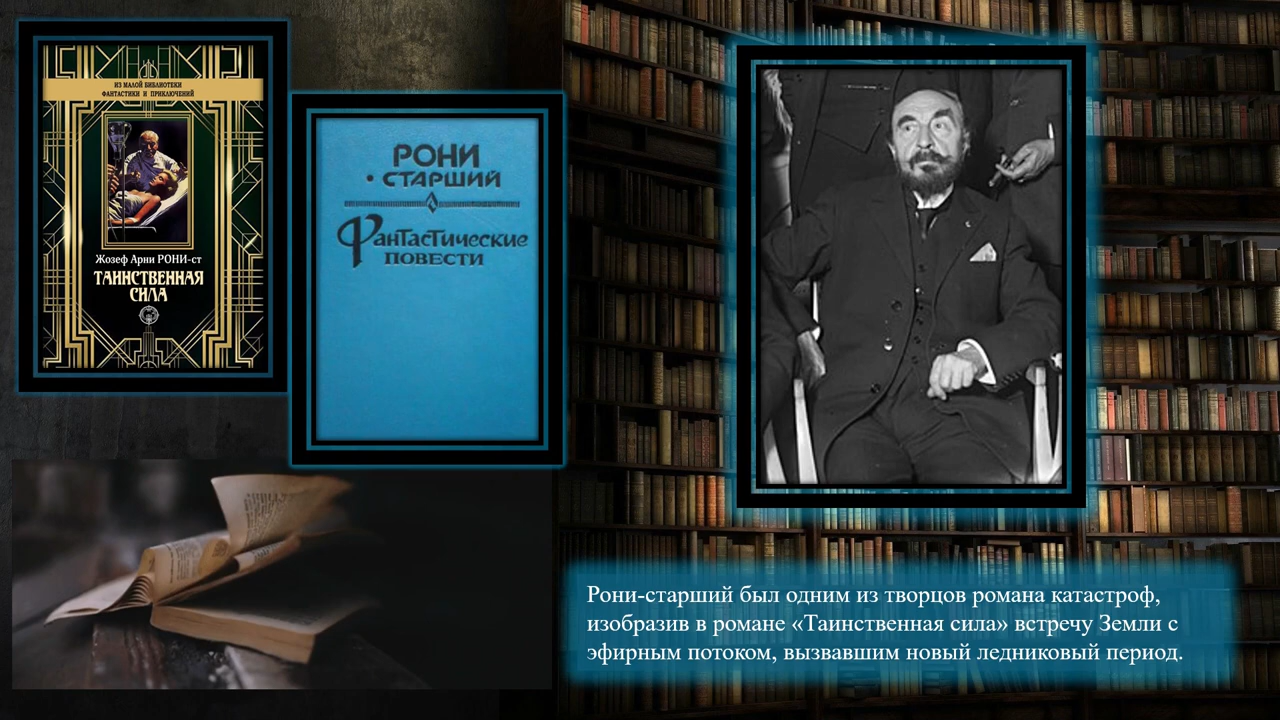 ИЗ МАЛОЙ БИБЛИОТЕКИ
ФАНТАСТИКИ И ПРИКЛЮЧЕНИЙ
Жозеф Анри РОНИ-ст
ТАИНСТВЕННАЯ
СИЛА
РОНИ
• СТАРШИЙ
Фантастические
ПОВЕСТИ
Рони-старший был одним из творцов романа катастроф,
изобразив в романе «Таинственная сила» встречу Земли с
эфирным потоком, вызвавшим новый ледниковый период.